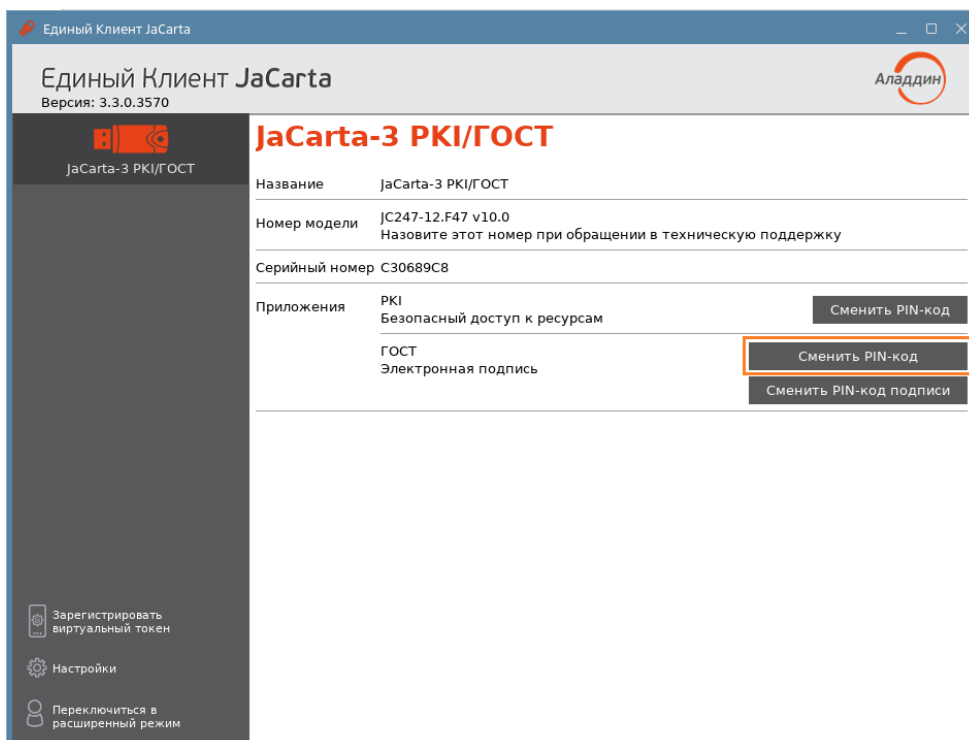 Единый Клиент JaCarta
Единый Клиент JaCarta
Версия: 3.3.0.3570
Аладдин
JaCarta-3 PKI/ГОСТ
JaCarta-3 PKI/ГОСТ
Название JaCarta-3 PKI/ГОСТ
Номер модели JC247-12.F47 v10.0
Назовите этот номер при обращении в техническую поддержку
Серийный номер C30689C8
Приложения PKI
Безопасный доступ к ресурсам
Сменить PIN-код
ГОСТ
Электронная подпись
Сменить PIN-код
Сменить PIN-код подписи
Зарегистрировать
виртуальный токен
Настройки
Переключиться в
расширенный режим